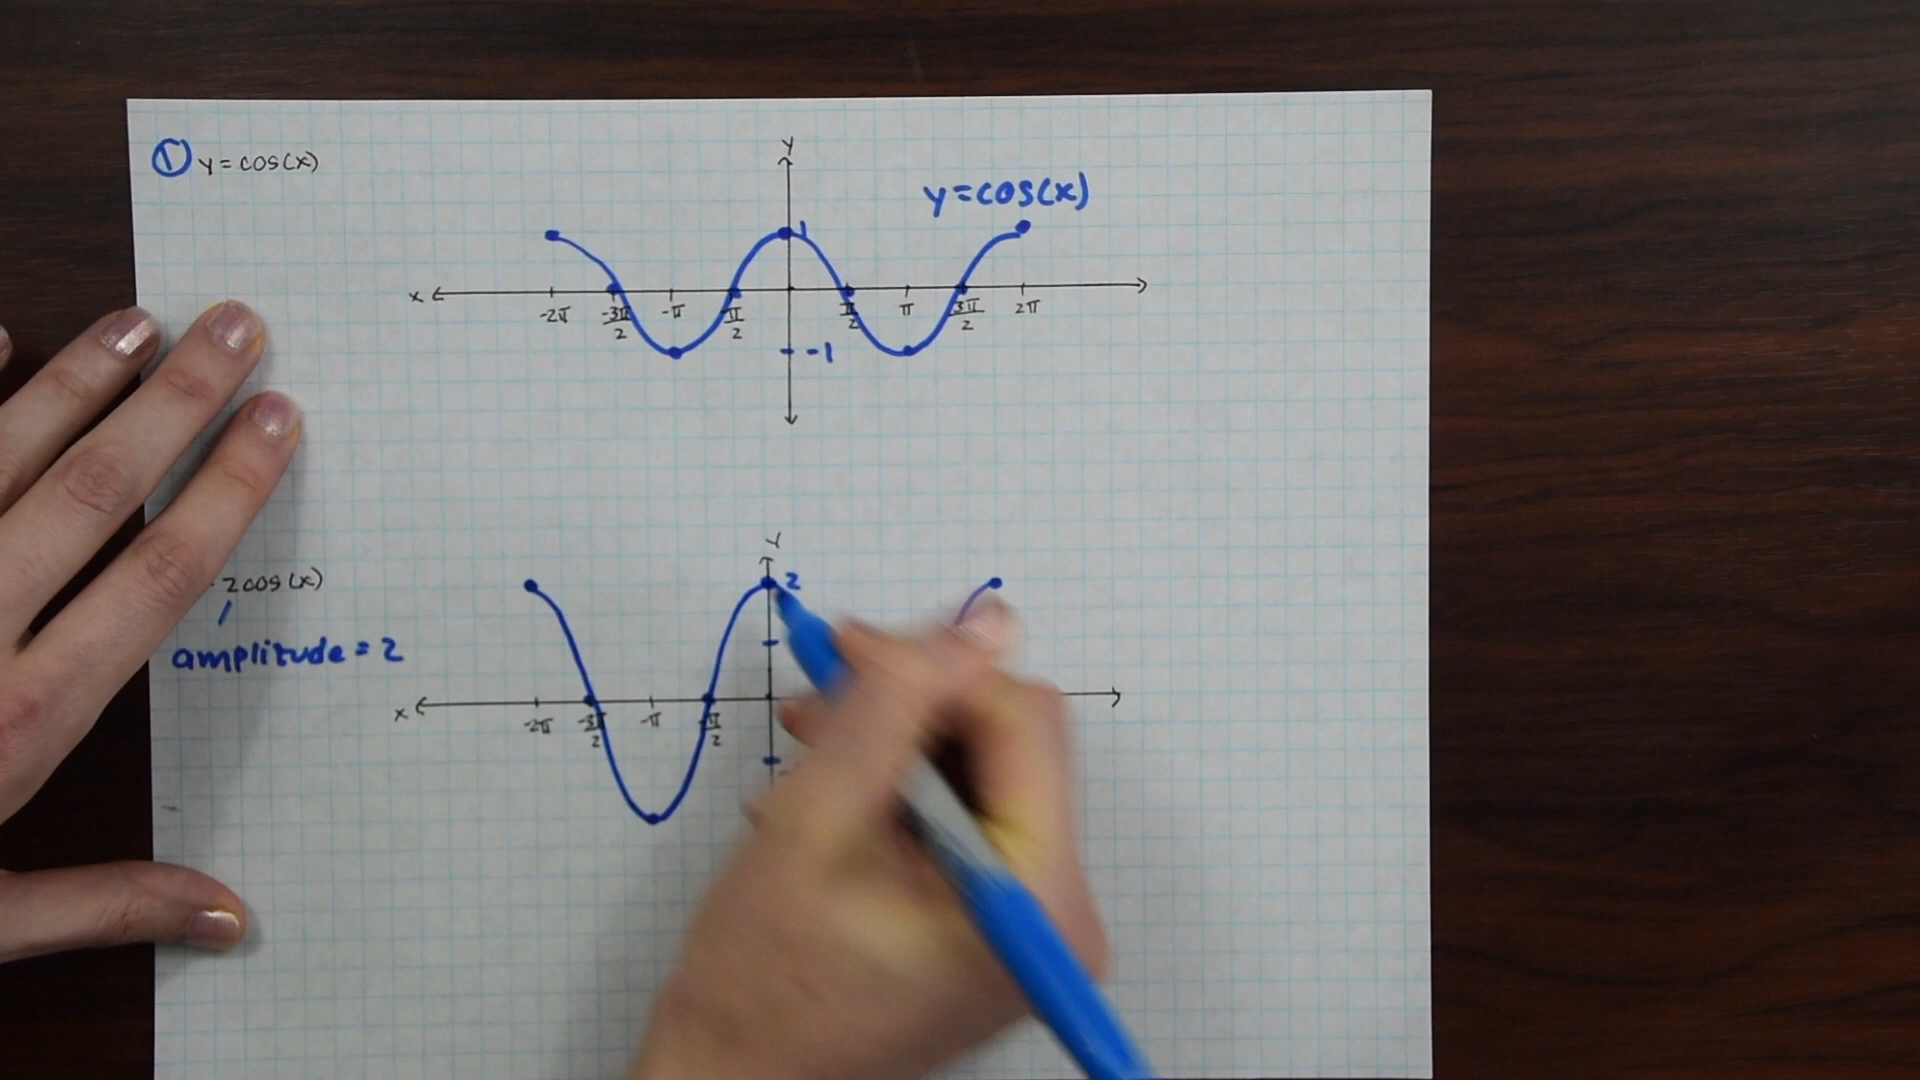 ① y=cos(x)
y
y=cos(x)
1
x
-2π -3π/2 -π -π/2 π/2 π 3π/2 2π
-1
y
2cos(x)
2
amplitude=2
x
-2π -3π/2 -π -π/2